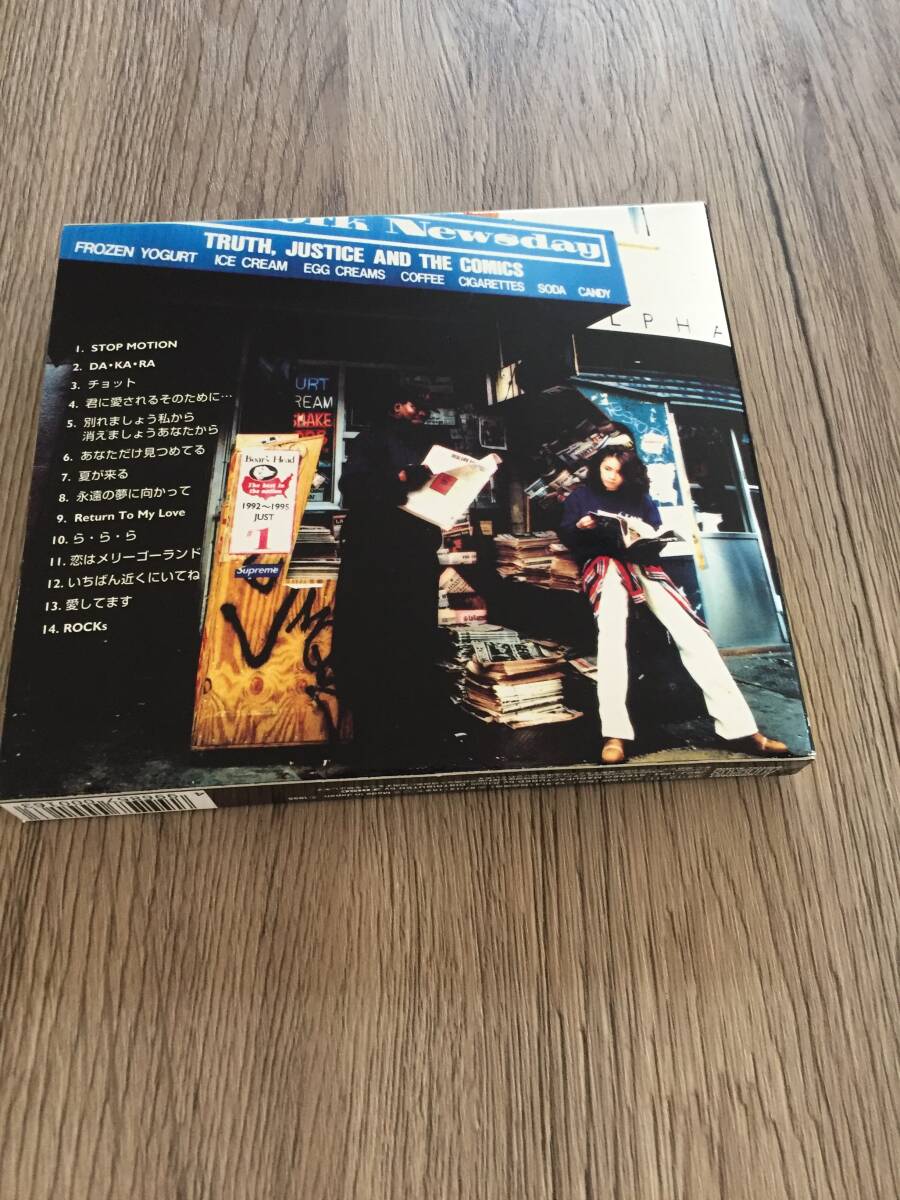 ork Newsday
TRUTH, JUSTICE AND THE COMICS
FROZEN YOGURT ICE CREAM EGG CREAMS COFFEE CIGARETTES SODA CANDY
LPHA
1. STOP MOTION
2. DA・KA・RA
3. チョット
4. 君に愛されるそのために…
5. 別れましょう私から
消えましょうあなたから
6. あなただけ見つめてる
7. 夏が来る
8. 永遠の夢に向かって
9. Return To My Love
10. ら・ら・ら
11. 恋はメリーゴーランド
12. いちばん近くにいてね
13. 愛してます
14. ROCKs
URT
REAM
SHAKE
Boar's Head
The best in
the nation
1992〜1995
JUST
#1
Supreme